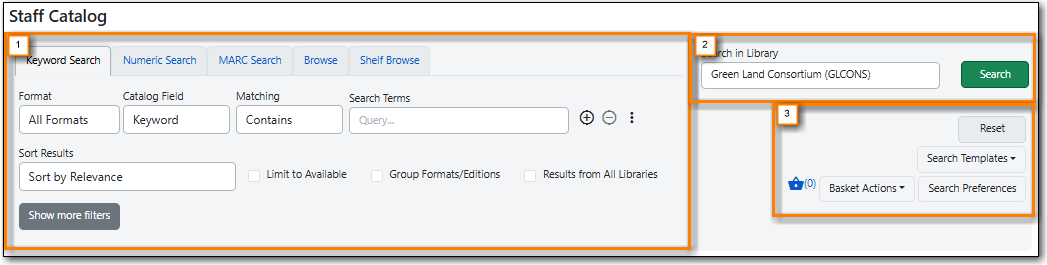 Staff Catalog
1
Keyword Search Numeric Search MARC Search Browse Shelf Browse
Format Catalog Field Matching Search Terms
All Formats Keyword Contains Query...
Sort Results
Sort by Relevance Limit to Available Group Formats/Editions Results from All Libraries
Show more filters
2
Search in Library
Green Land Consortium (GLCONS) Search
3
Reset
Search Templates
(0) Basket Actions Search Preferences